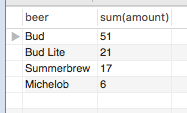 beer sum(amount)
Bud 51
Bud Lite 21
Summerbrew 17
Michelob 6